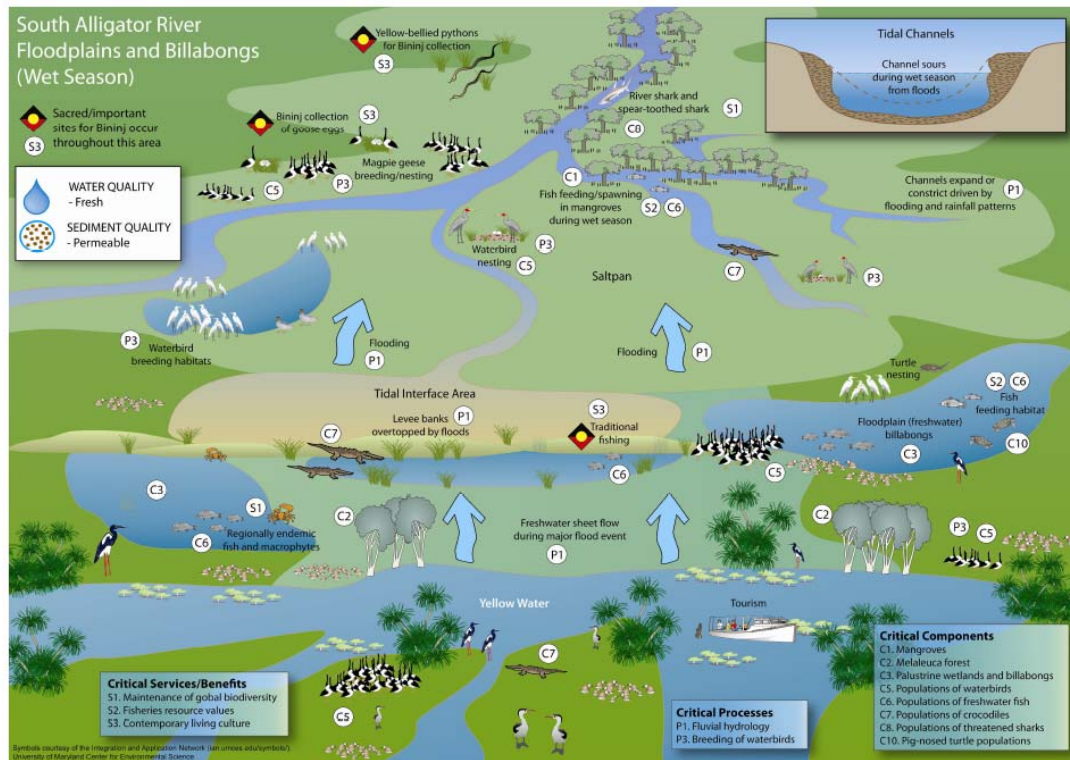 South Alligator River
Floodplains and Billabongs
(Wet Season)
Sacred/important
sites for Bininj occur
throughout this area
S3
WATER QUALITY
- Fresh
SEDIMENT QUALITY
- Permeable
Yellow-bellied pythons
for Bininj collection
S3
Bininj collection
of goose eggs
S3
Magpie geese
breeding/nesting
C5
P3
River shark and
spear-toothed shark
S1
C8
Tidal Channels
Channel sours
during wet season
from floods
C1
Fish feeding/spawning
in mangroves
during wet season
S2
C6
Channels expand or
constrict driven by
flooding and rainfall patterns
P1
Waterbird
nesting
P3
C5
C7
P3
Saltpan
P3
Waterbird
breeding habitats
Flooding
P1
Flooding
P1
Turtle
nesting
S2
C6
Fish
feeding habitat
Floodplain (freshwater)
billabongs
C3
C10
Tidal Interface Area
Levee banks
overtopped by floods
P1
S3
Traditional
fishing
C7
C6
C5
C3
S1
Regionally endemic
fish and macrophytes
C6
C2
Freshwater sheet flow
during major flood event
P1
C2
P3
C5
Yellow Water
Tourism
C7
C5
Critical Services/Benefits
S1. Maintenance of gobal biodiversity
S2. Fisheries resource values
S3. Contemporary living culture
Critical Processes
P1. Fluvial hydrology
P3. Breeding of waterbirds
Critical Components
C1. Mangroves
C2. Melaleuca forest
C3. Palustrine wetlands and billabongs
C5. Populations of waterbirds
C6. Populations of freshwater fish
C7. Populations of crocodiles
C8. Populations of threatened sharks
C10. Pig-nosed turtle populations
Symbols courtesy of the Integration and Application Network (ian.umces.edu/symbols/),
University of Maryland Center for Environmental Science.